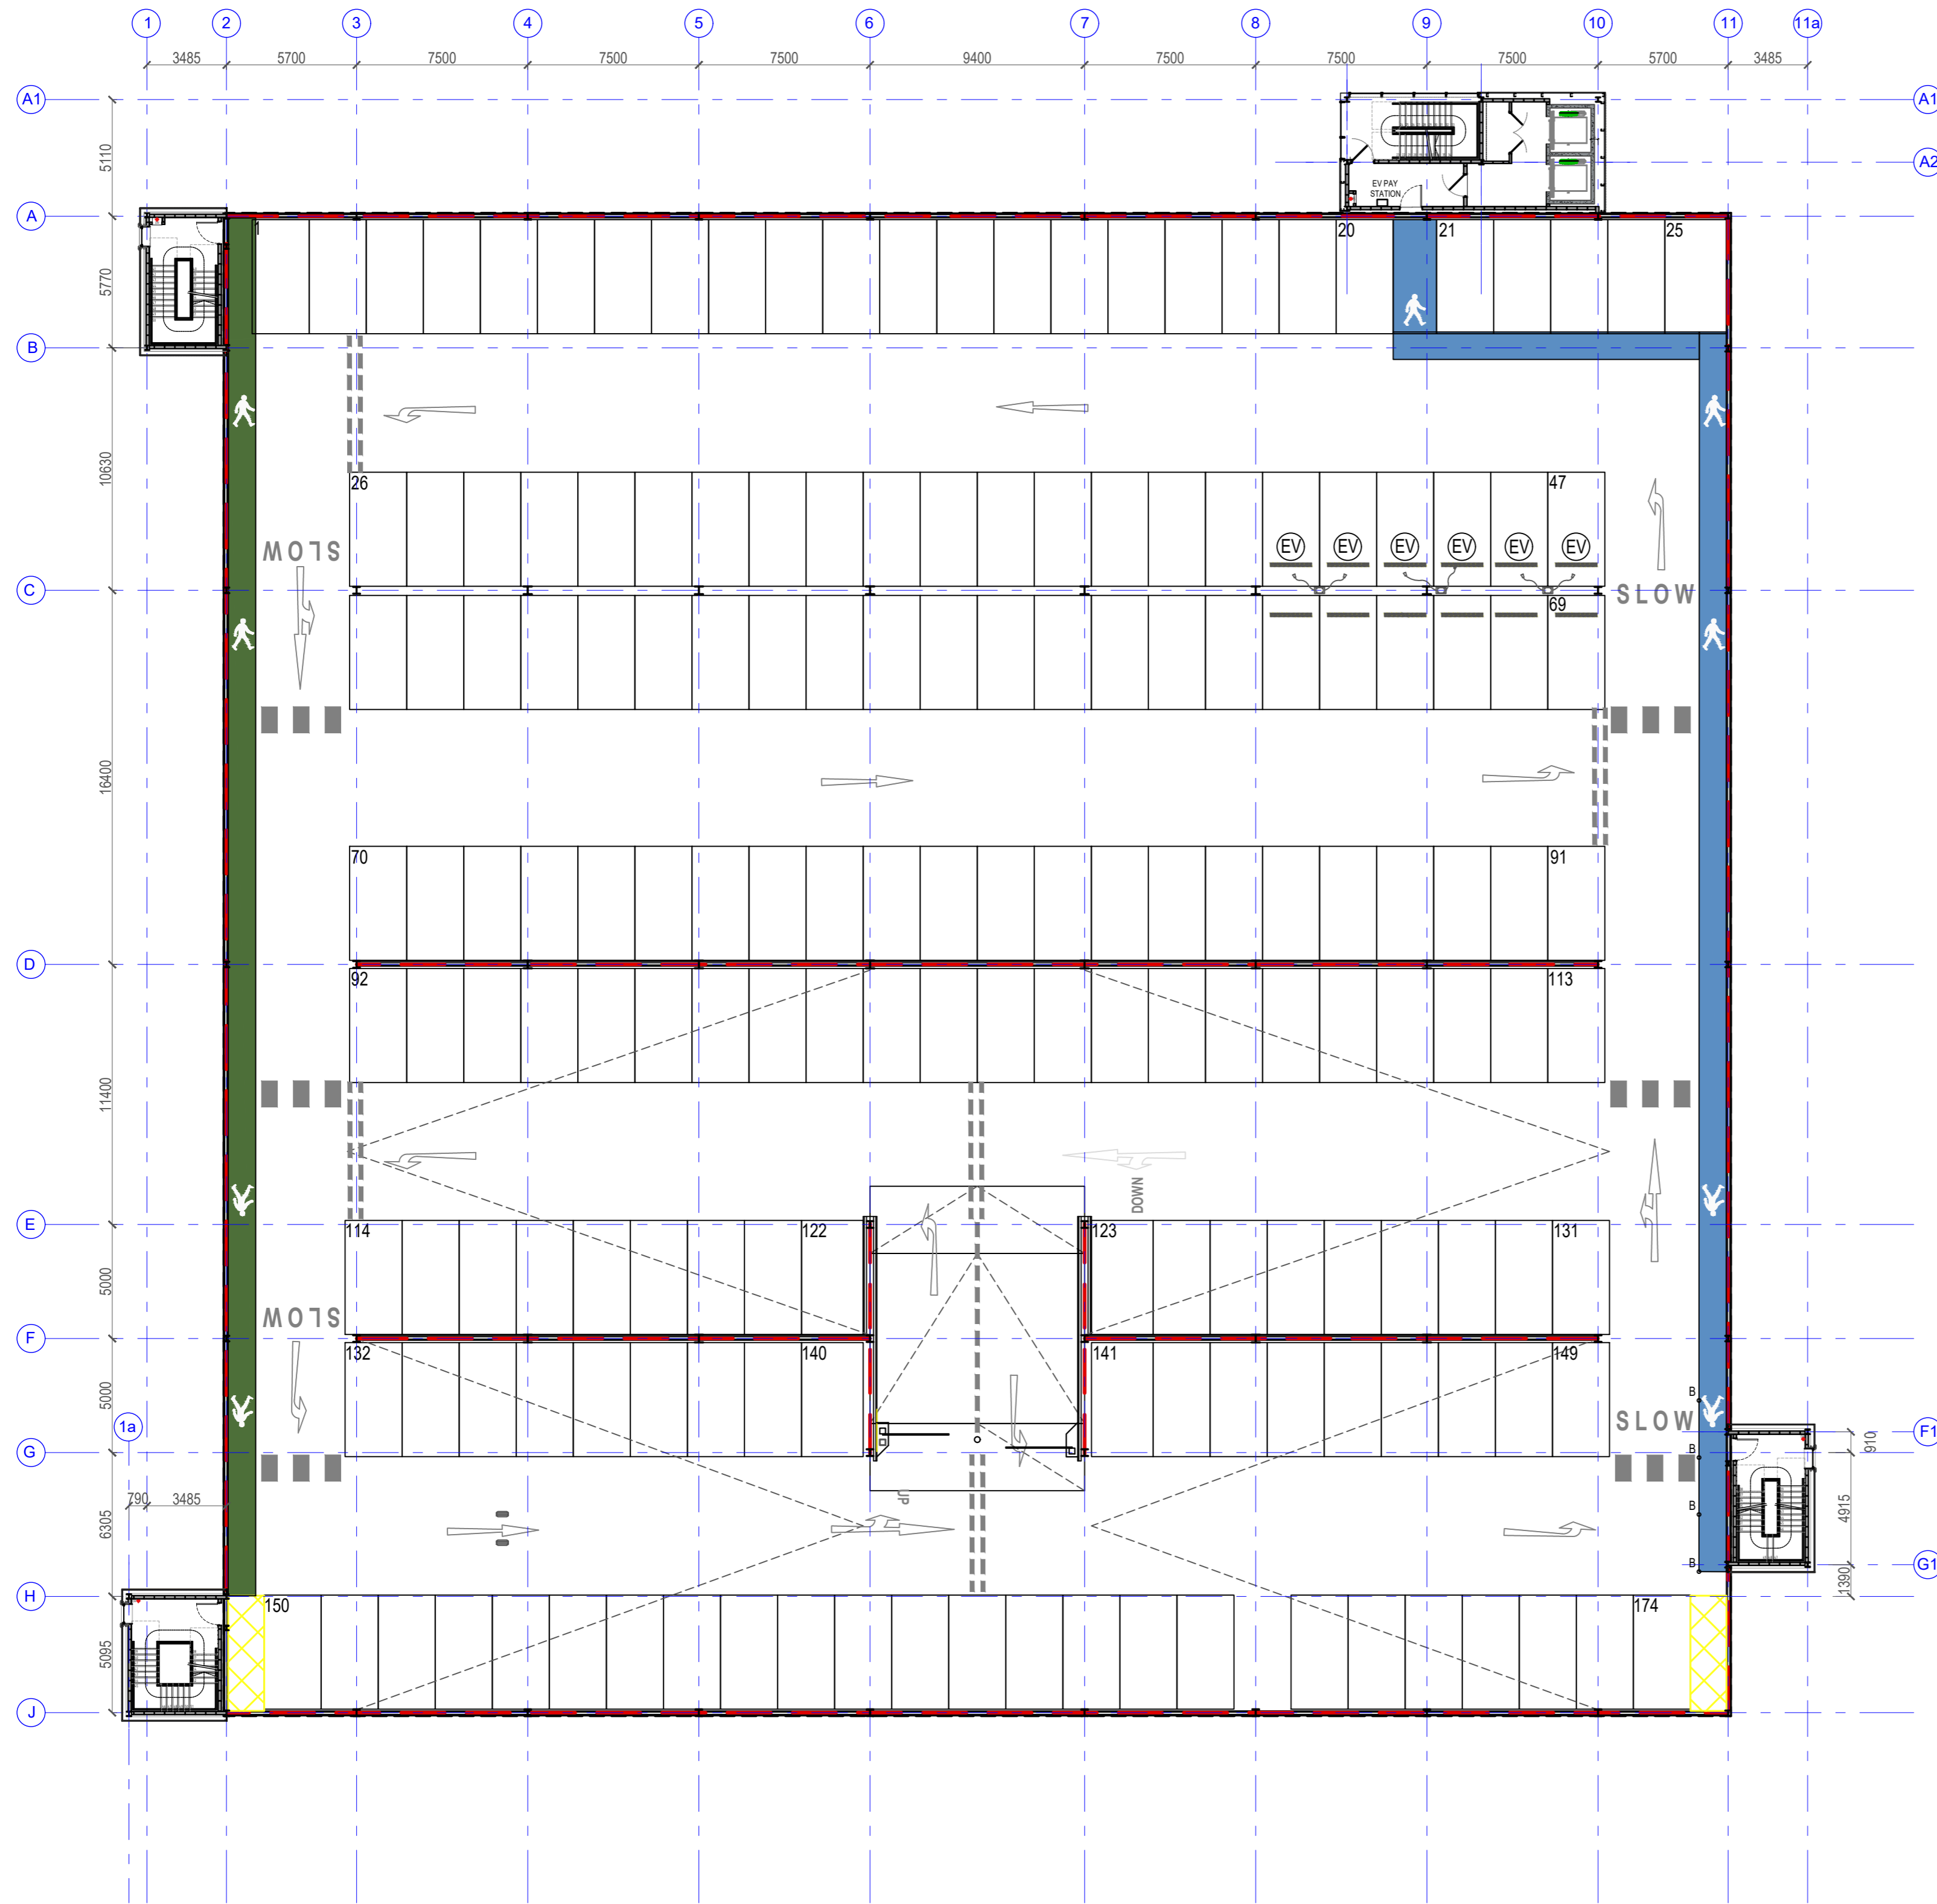 1 2 3 4 5 6 7 8 9 10 11 11a
3485 5700 7500 7500 7500 9400 7500 7500 7500 5700 3485
A1 A1
5110
A2
EV PAY
STATION
A
20 21 25
5770
B
10630
26 47
SLOW
EV EV EV EV EV EV
C
SLOW
69
16400
70 91
D
92 113
11400
DOWN
E
114 122 123 131
5000
SLOW
F
132 140 141 149
5000
B
SLOW
1a
F1
910
G
B
UP
790 3485
6305
B
4915
B
G1
1390
H
150 174
5095
J